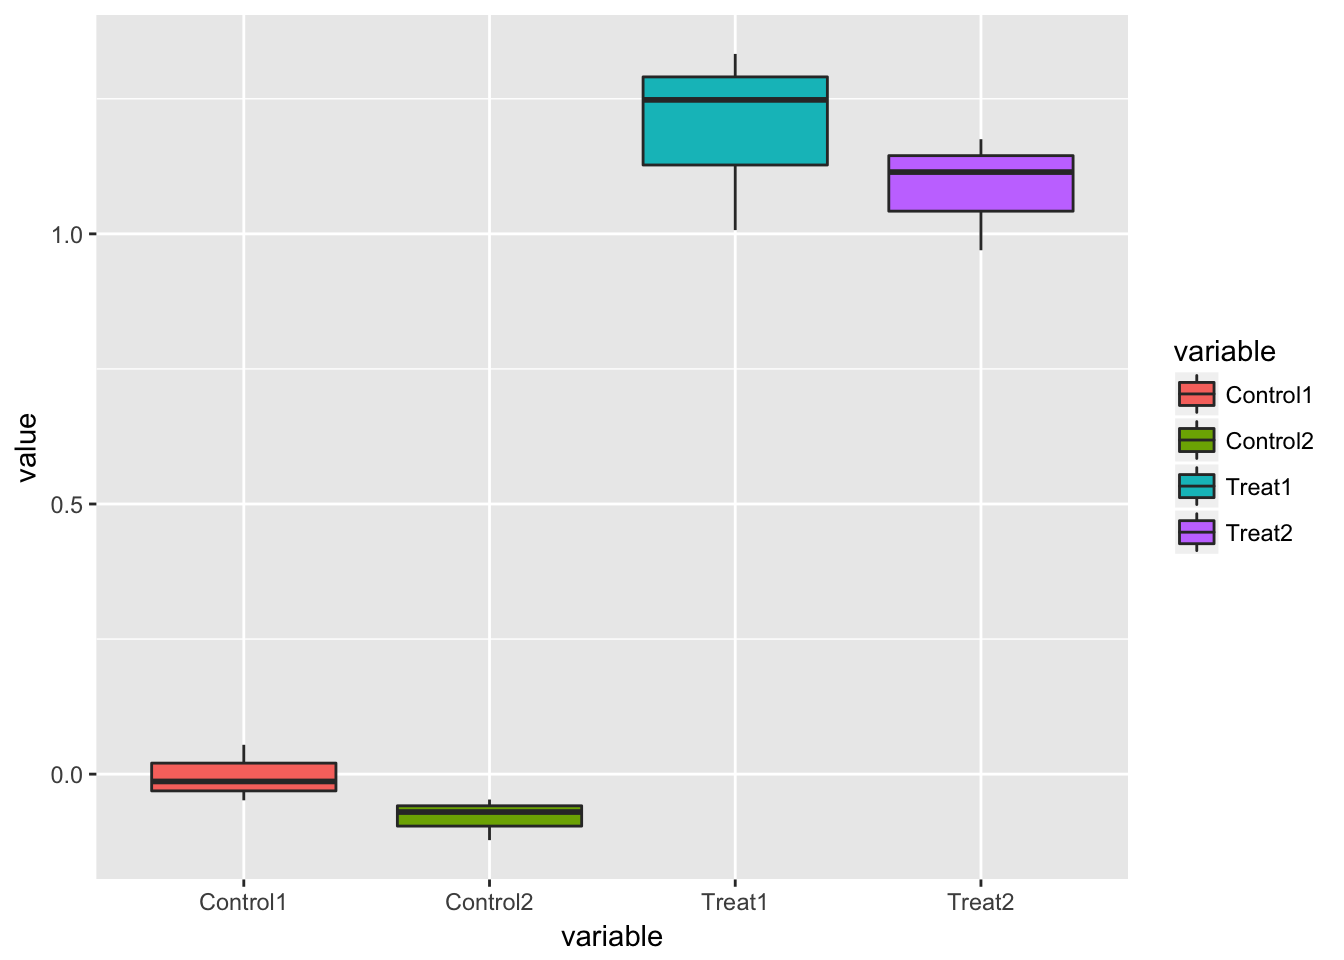 value
1.0
0.5
0.0
Control1
Control2
Treat1
Treat2
variable
variable
Control1
Control2
Treat1
Treat2